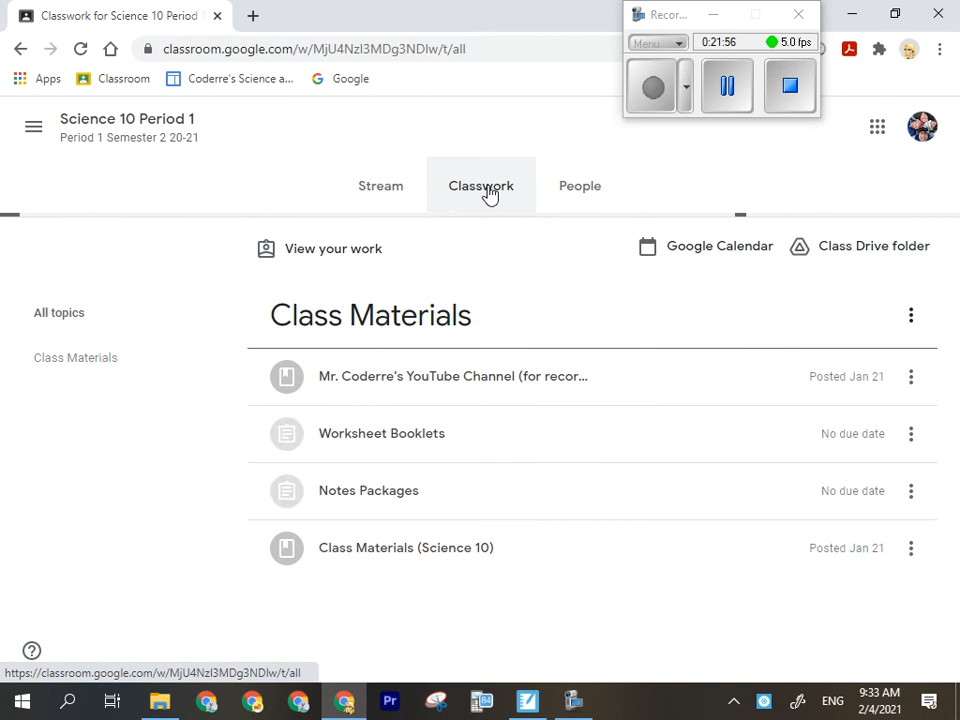 Classwork for Science 10 Period 1
Recor...
classroom.google.com/w/MjU4NzI3MDg3NDIw/t/all
Menu
0:21:56
5.0 fps
Apps
Classroom
Coderre's Science a...
Google
Science 10 Period 1
Period 1 Semester 2 20-21
Stream
Classwork
People
View your work
Google Calendar
Class Drive folder
All topics
Class Materials
Class Materials
Mr. Coderre's YouTube Channel (for recor...
Posted Jan 21
Worksheet Booklets
No due date
Notes Packages
No due date
Class Materials (Science 10)
Posted Jan 21
https://classroom.google.com/w/MjU4NzI3MDg3NDIw/t/all
Pr
ENG
9:33 AM
2/4/2021